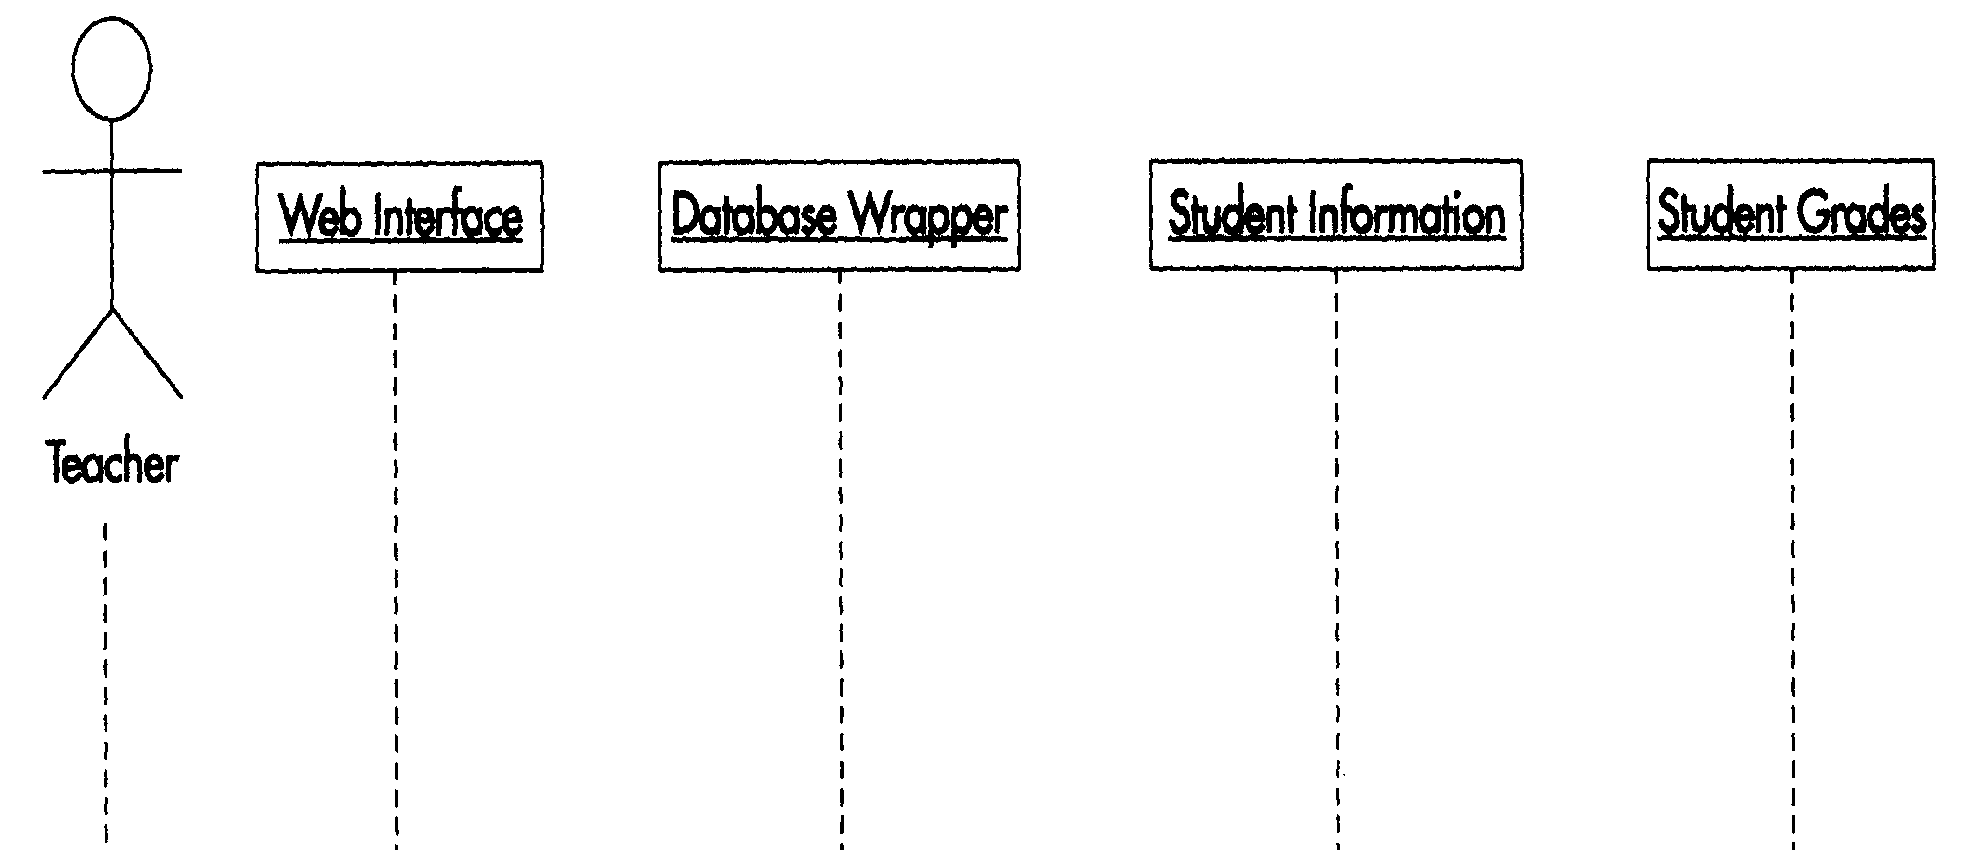 Web Interface
Database Wrapper
Student Information
Student Grades
Teacher